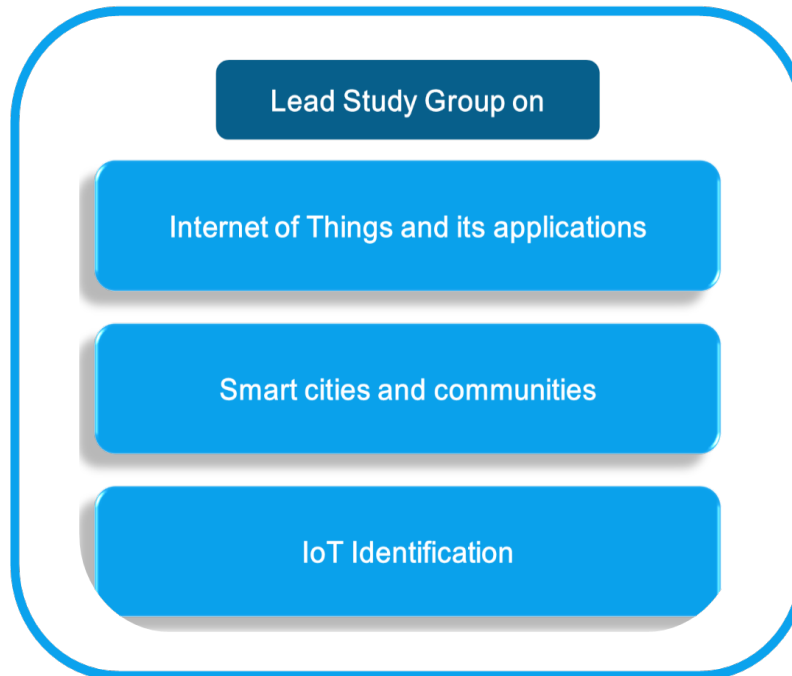 Lead Study Group on
Internet of Things and its applications
Smart cities and communities
IoT Identification